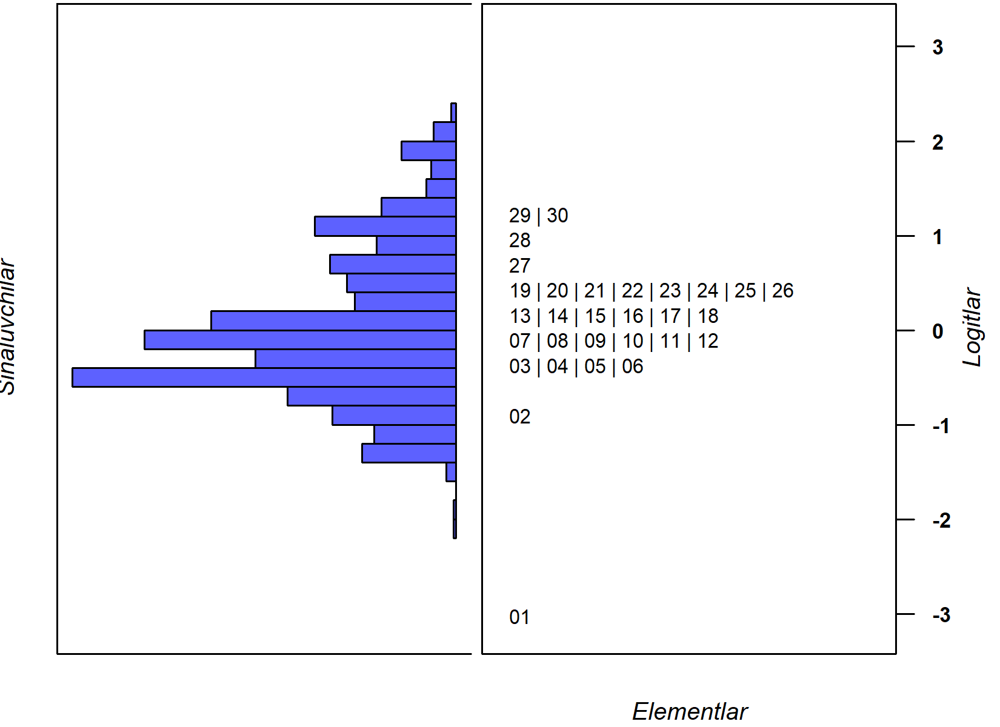 Sinaluvchilar
29 | 30
28
27
19 | 20 | 21 | 22 | 23 | 24 | 25 | 26
13 | 14 | 15 | 16 | 17 | 18
07 | 08 | 09 | 10 | 11 | 12
03 | 04 | 05 | 06
02
01
3
2
1
0
-1
-2
-3
Logitlar
Elementlar